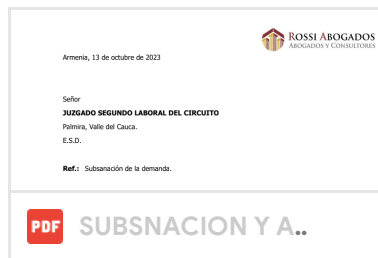 ROSSI ABOGADOS
ABOGADOS Y CONSULTORES
Armenia, 13 de octubre de 2023
Señor
JUZGADO SEGUNDO LABORAL DEL CIRCUITO
Palmira, Valle del Cauca.
E.S.D.
Ref.: Subsanación de la demanda.
PDF SUBSNACION Y A..